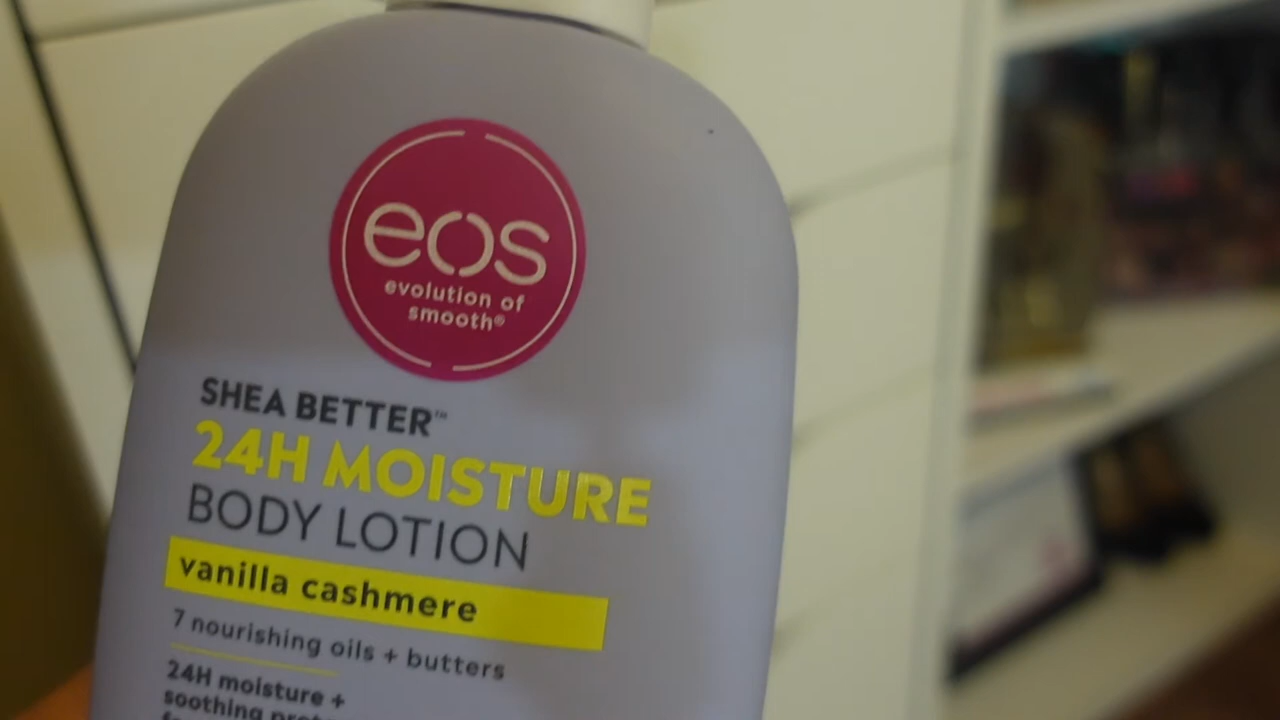 eos
evolution of
smooth®
SHEA BETTER™
24H MOISTURE
BODY LOTION
vanilla cashmere
7 nourishing oils + butters
24H moisture +
soothing